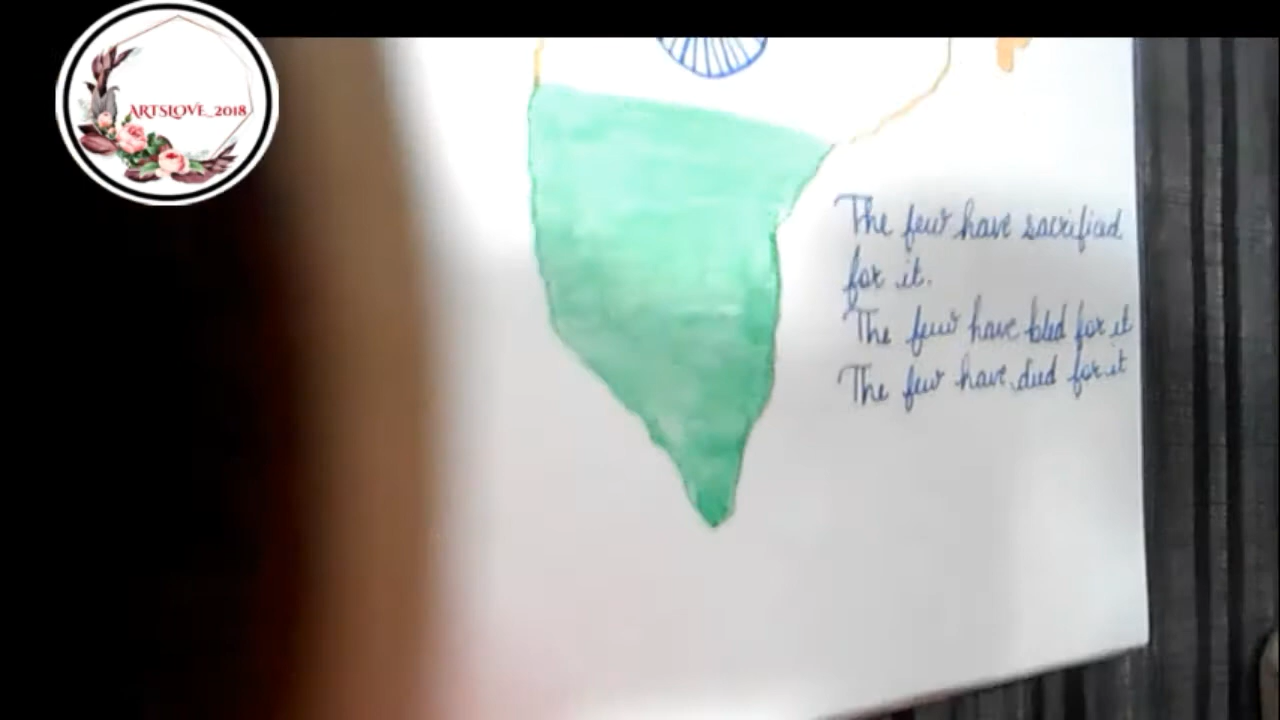 ARTSLOVE_2018
The few have sacrificed
for it.
The few have bled for it
The few have died for it